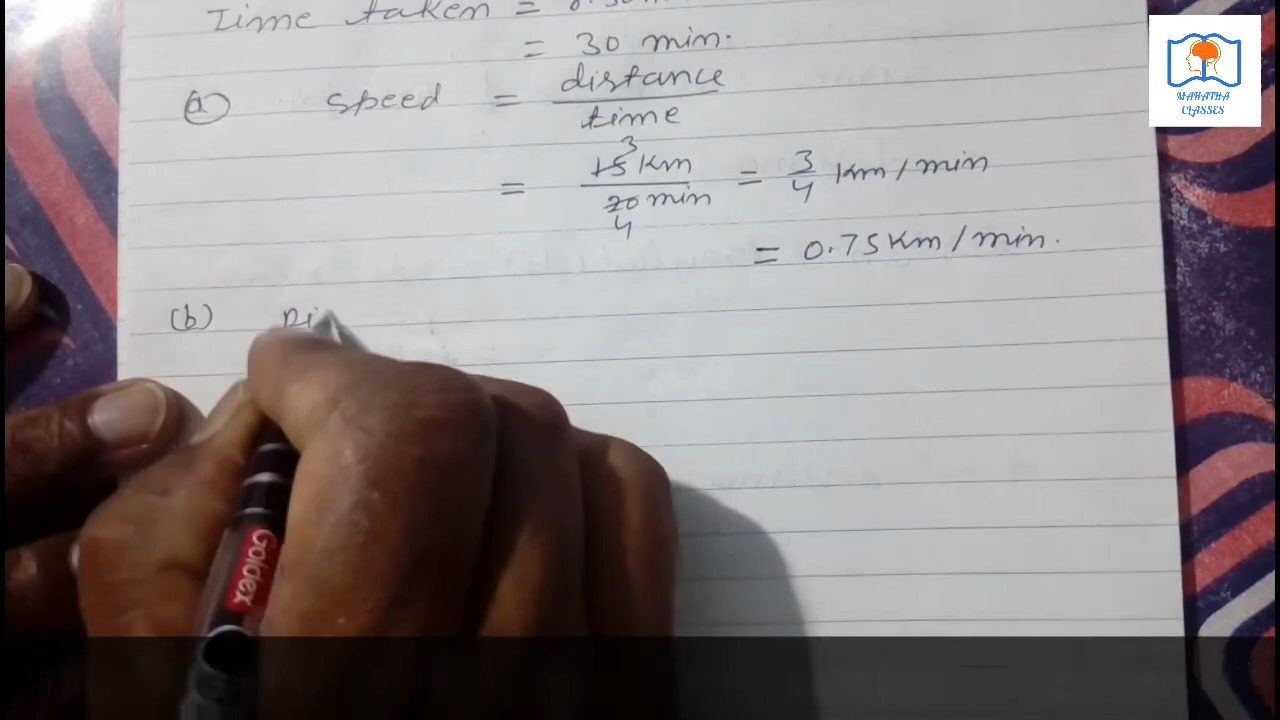 Time taken =
= 30 min.
(a) speed = distance / time
= 15 3 km / 20 4 min = 3/4 km/min
= 0.75 Km/min.
(b) Di
MAHATHA
CLASSES
Goldex